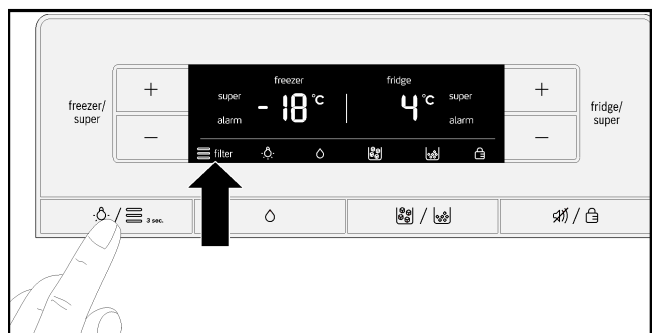 freezer/
super
+
−
super
alarm
freezer
- 18 °C
fridge
4 °C
super
alarm
filter
+
−
fridge/
super
/ 3 sec.
/
/